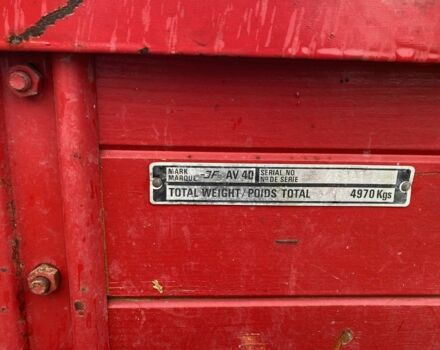 MARK
MARQUE
JF
AV 40
SERIAL NO
No DE SERIE
TOTAL WEIGHT/POIDS TOTAL 4970 Kgs